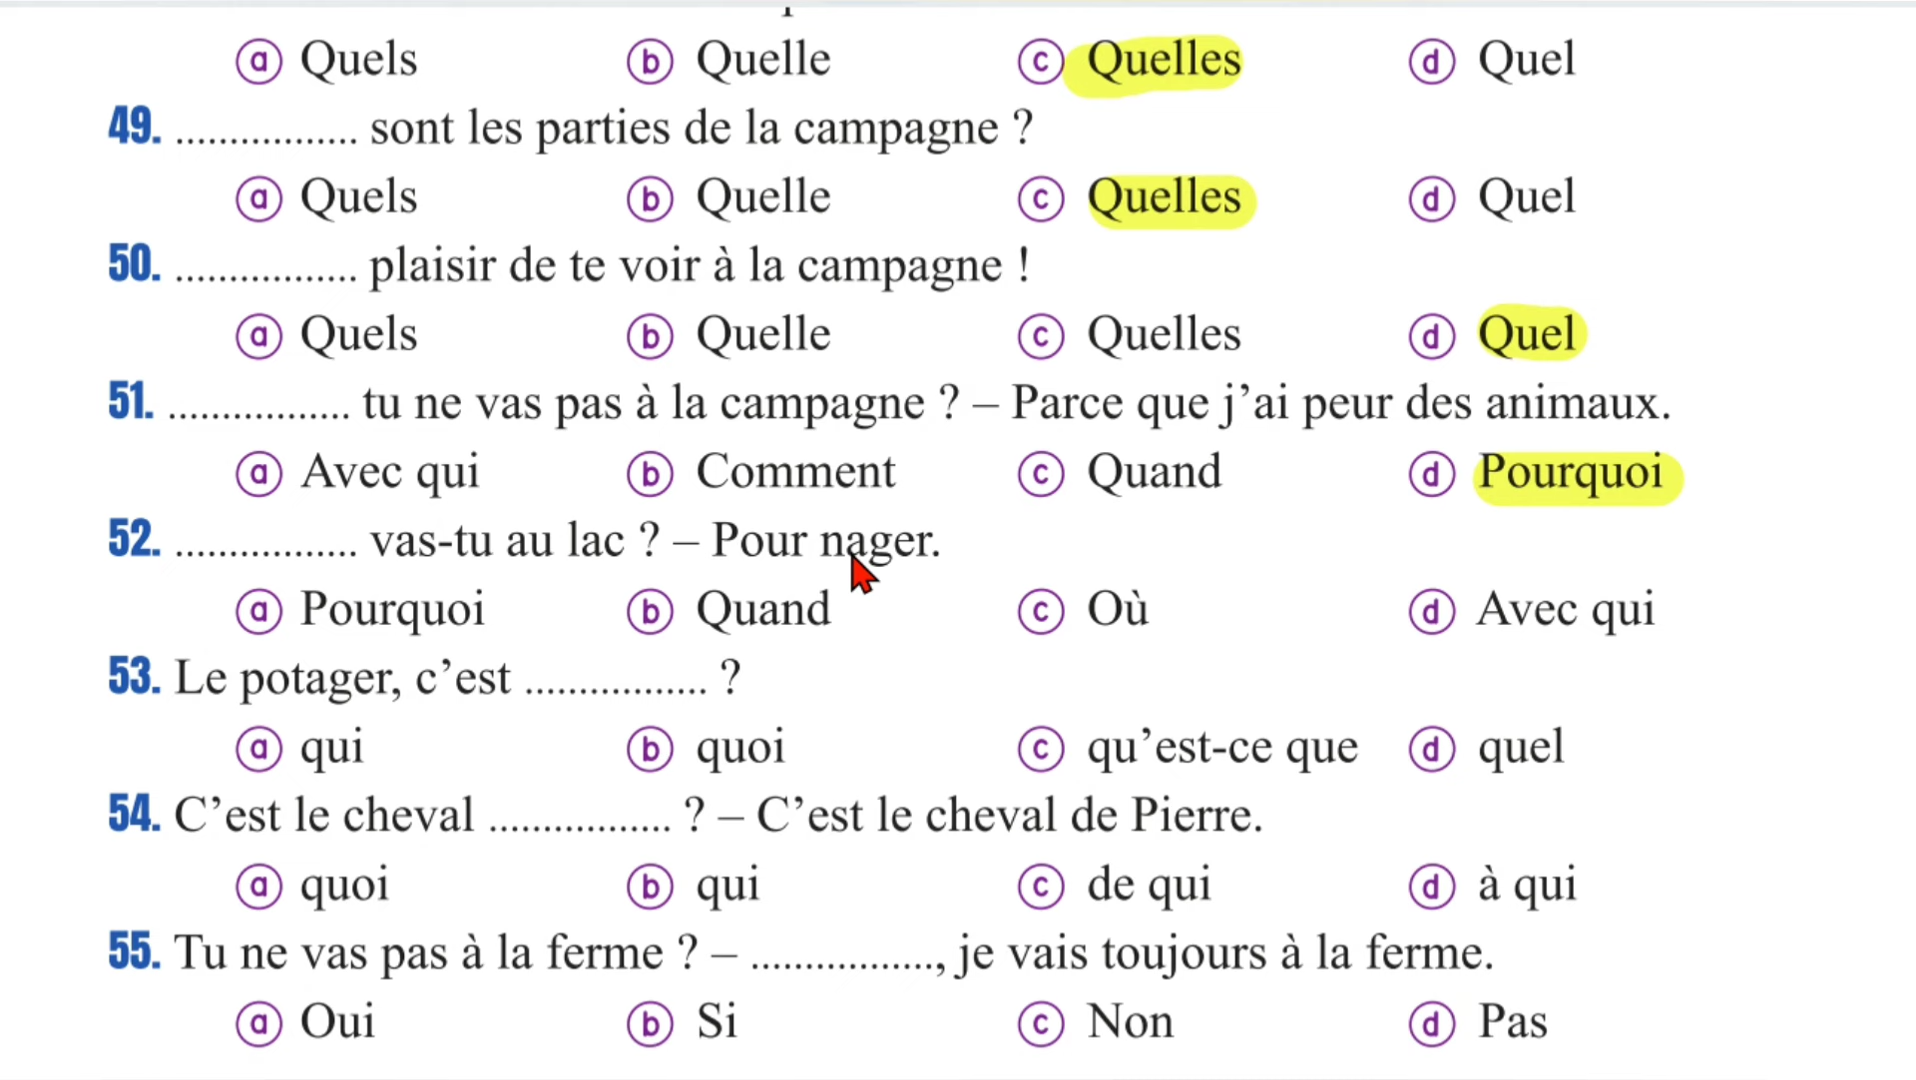 ⓐ Quels ⓑ Quelle ⓒ Quelles ⓓ Quel
49. ................. sont les parties de la campagne ?
ⓐ Quels ⓑ Quelle ⓒ Quelles ⓓ Quel
50. ................. plaisir de te voir à la campagne !
ⓐ Quels ⓑ Quelle ⓒ Quelles ⓓ Quel
51. ................. tu ne vas pas à la campagne ? – Parce que j’ai peur des animaux.
ⓐ Avec qui ⓑ Comment ⓒ Quand ⓓ Pourquoi
52. ................. vas-tu au lac ? – Pour nager.
ⓐ Pourquoi ⓑ Quand ⓒ Où ⓓ Avec qui
53. Le potager, c’est ................. ?
ⓐ qui ⓑ quoi ⓒ qu’est-ce que ⓓ quel
54. C’est le cheval ................. ? – C’est le cheval de Pierre.
ⓐ quoi ⓑ qui ⓒ de qui ⓓ à qui
55. Tu ne vas pas à la ferme ? – ................., je vais toujours à la ferme.
ⓐ Oui ⓑ Si ⓒ Non ⓓ Pas